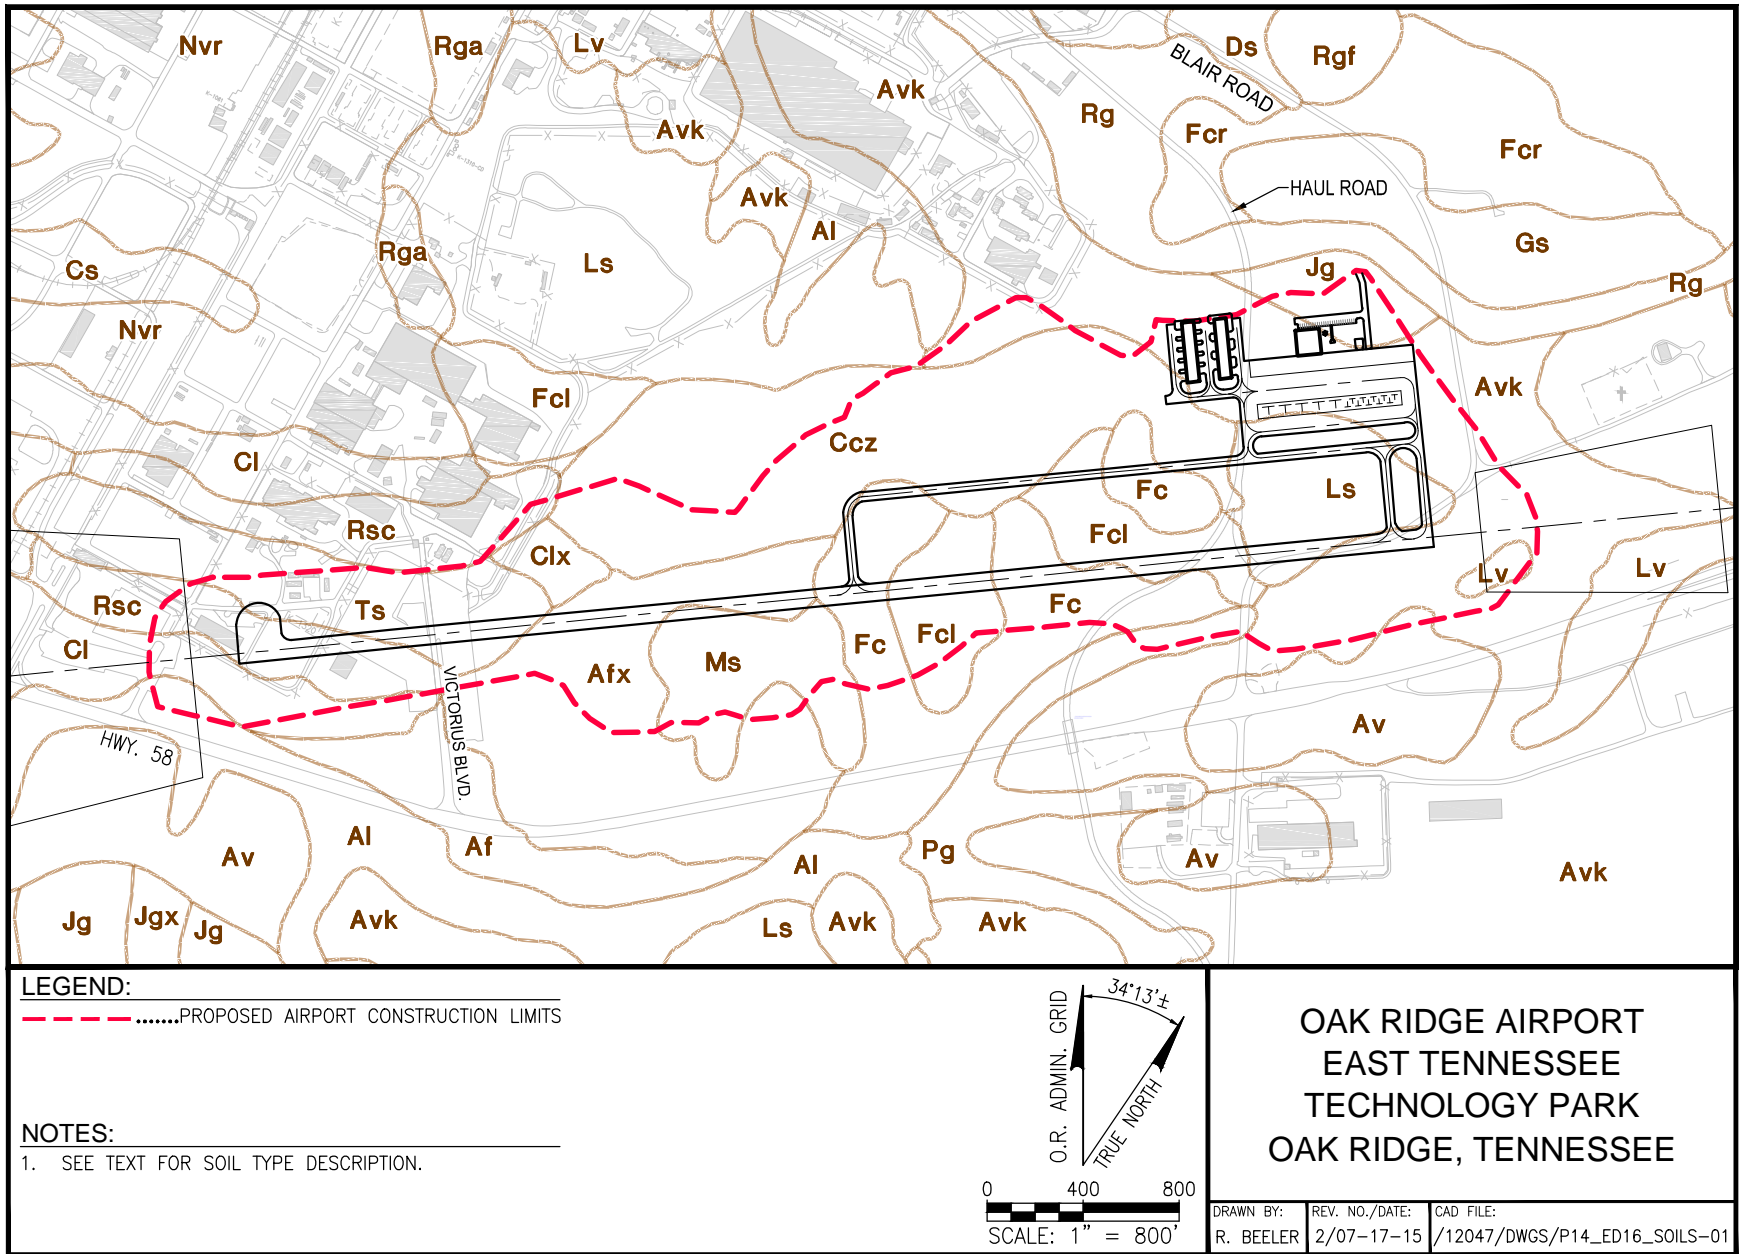 Nvr
Rga
Lv
Avk
Ds
Rgf
BLAIR ROAD
Rg
Avk
Fcr
Fcr
HAUL ROAD
Avk
Al
Gs
Rga
Ls
Cs
Jg
Rg
Nvr
Avk
Fcl
Ccz
Cl
Fc
Ls
Rsc
Fcl
Clx
Lv
Lv
Rsc
Ts
Fc
Fcl
Cl
Fc
Ms
Afx
Av
VICTORIUS BLVD.
HWY. 58
Al
Af
Av
Al
Pg
Av
Avk
Jg
Jgx
Jg
Avk
Ls
Avk
Avk
LEGEND:
.......PROPOSED AIRPORT CONSTRUCTION LIMITS
NOTES:
1. SEE TEXT FOR SOIL TYPE DESCRIPTION.
34°13'±
O.R. ADMIN. GRID
TRUE NORTH
0 400 800
SCALE: 1" = 800'
OAK RIDGE AIRPORT
EAST TENNESSEE
TECHNOLOGY PARK
OAK RIDGE, TENNESSEE
DRAWN BY:
R. BEELER
REV. NO./DATE:
2/07-17-15
CAD FILE:
/12047/DWGS/P14_ED16_SOILS-01